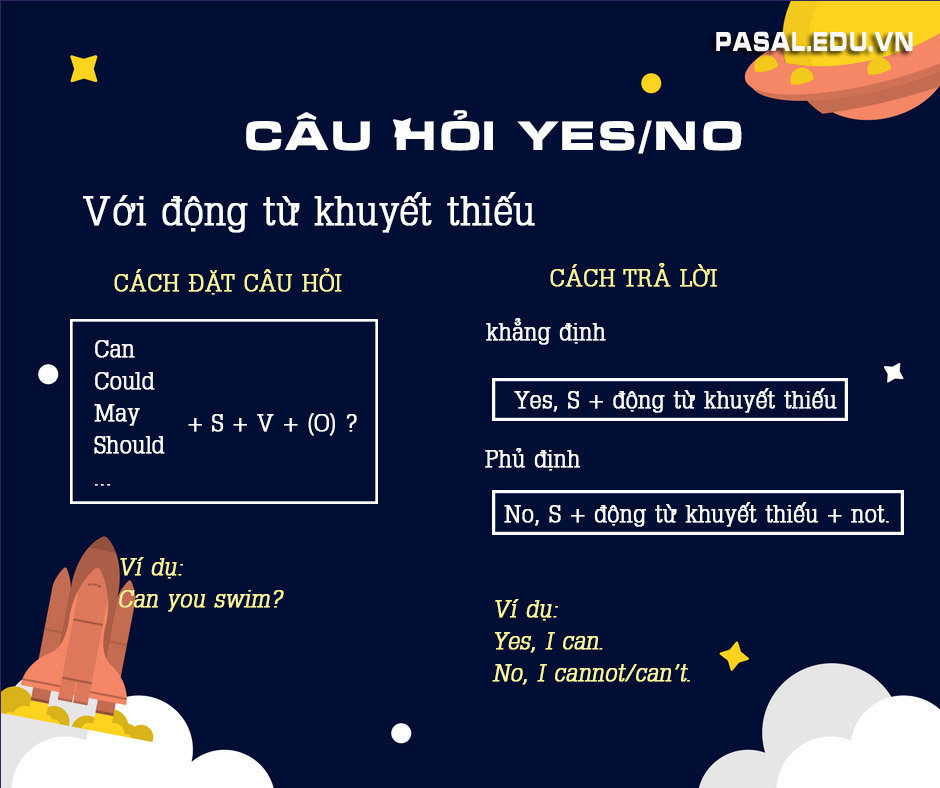 PASAL.EDU.VN
CÂU HỎI YES/NO
Với động từ khuyết thiếu
CÁCH ĐẶT CÂU HỎI
Can
Could
May
Should
...
+ S + V + (O) ?
Ví dụ:
Can you swim?
CÁCH TRẢ LỜI
khẳng định
Yes, S + động từ khuyết thiếu
Phủ định
No, S + động từ khuyết thiếu + not.
Ví dụ:
Yes, I can.
No, I cannot/can't.